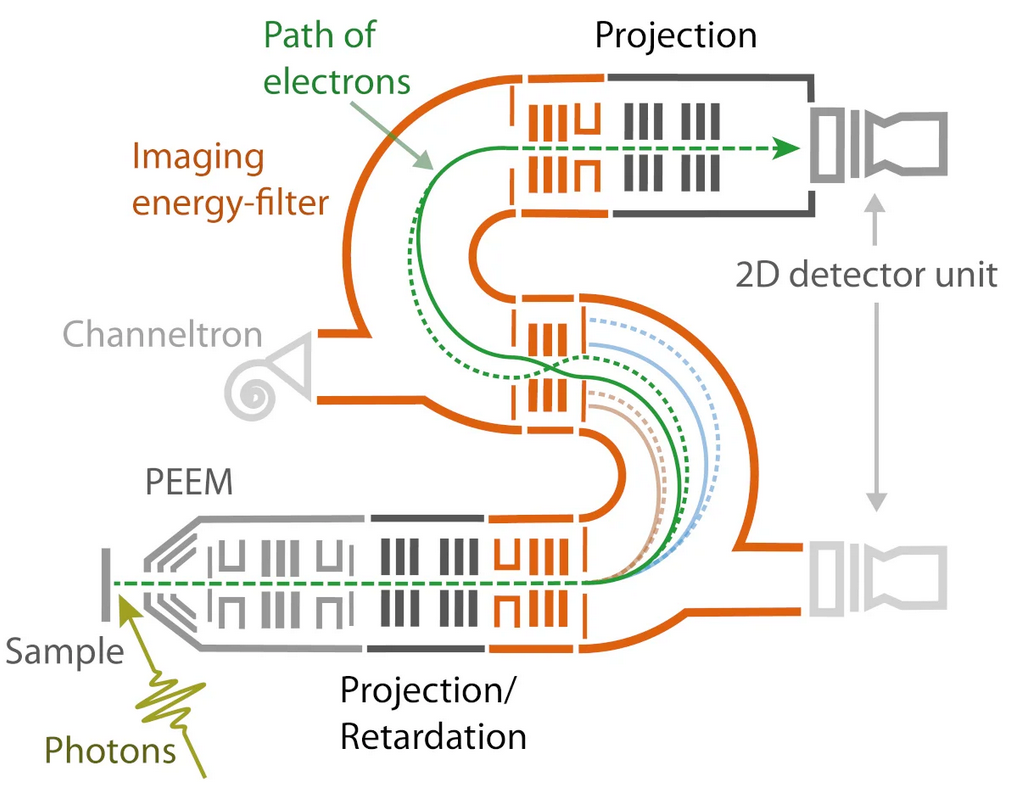 Path of
electrons
Projection
Imaging
energy-filter
2D detector unit
Channeltron
PEEM
Sample
Projection/
Retardation
Photons